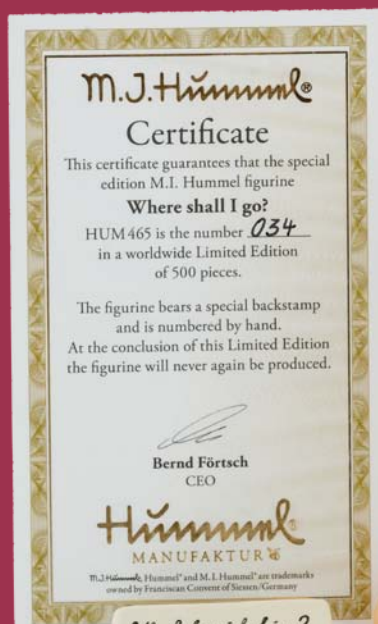 M.J.Hümmel®
Certificate
This certificate guarantees that the special
edition M.I. Hummel figurine
Where shall I go?
HUM 465 is the number 034
in a worldwide Limited Edition
of 500 pieces.
The figurine bears a special backstamp
and is numbered by hand.
At the conclusion of this Limited Edition
the figurine will never again be produced.
Bernd Förtsch
CEO
Hümmel®
MANUFAKTUR
M.J.Hümmel®, Hummel® and M.I. Hummel® are trademarks
owned by Franciscan Convent of Siessen/Germany